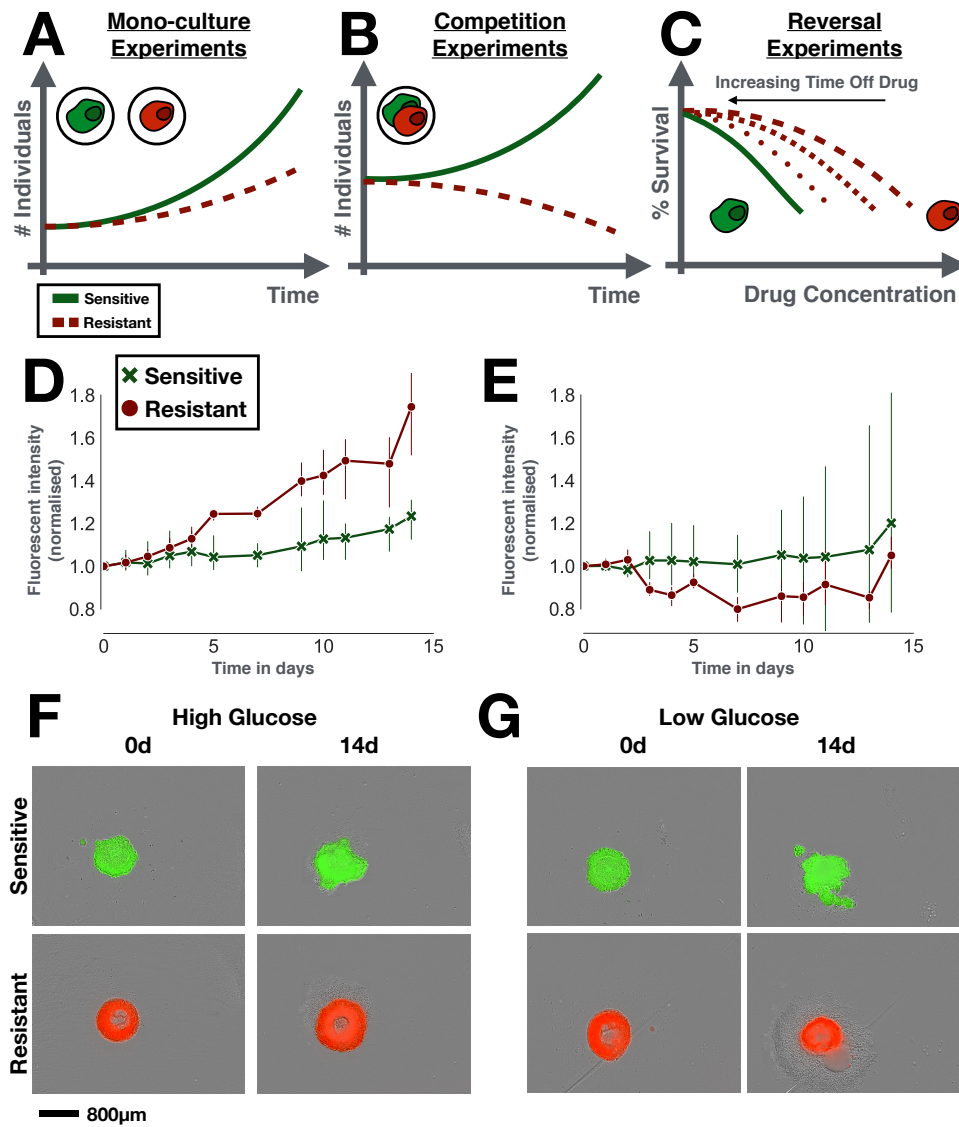 A
Mono-culture
Experiments
# Individuals
Time
Sensitive
Resistant
B
Competition
Experiments
# Individuals
Time
C
Reversal
Experiments
Increasing Time Off Drug
% Survival
Drug Concentration
D
Sensitive
Resistant
Fluorescent intensity
(normalised)
1.8
1.6
1.4
1.2
1.0
0.8
0
5
10
15
Time in days
E
Fluorescent intensity
(normalised)
1.8
1.6
1.4
1.2
1.0
0.8
0
5
10
15
Time in days
F
High Glucose
0d
14d
Sensitive
Resistant
800μm
G
Low Glucose
0d
14d